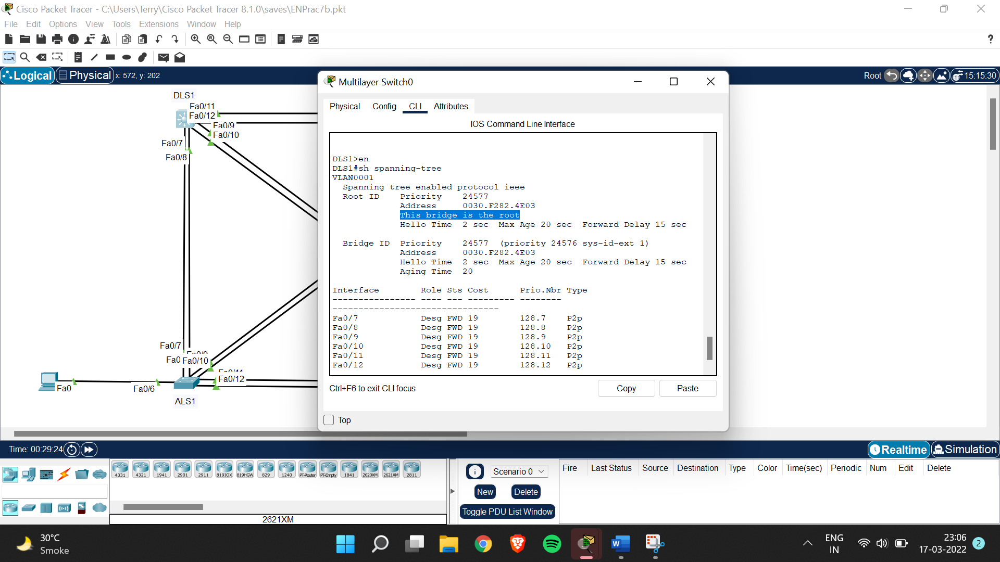 Cisco Packet Tracer - C:\Users\Terry\Cisco Packet Tracer 8.1.0\saves\ENPrac7b.pkt
File Edit Options View Tools Extensions Window Help
?
Logical Physical x: 572, y: 202
Root 15:15:30
DLS1
Fa0/11
Fa0/12
Fa0/9
Fa0/10
Fa0/7
Fa0/8
Fa0/7
Fa0
Fa0/10
Fa0/11
Fa0/12
Fa0
Fa0/6
ALS1
Multilayer Switch0
Physical Config CLI Attributes
IOS Command Line Interface
DLS1>en
DLS1#sh spanning-tree
VLAN0001
Spanning tree enabled protocol ieee
Root ID Priority 24577
Address 0030.F282.4E03
This bridge is the root
Hello Time 2 sec Max Age 20 sec Forward Delay 15 sec
Bridge ID Priority 24577 (priority 24576 sys-id-ext 1)
Address 0030.F282.4E03
Hello Time 2 sec Max Age 20 sec Forward Delay 15 sec
Aging Time 20
Interface Role Sts Cost Prio.Nbr Type
---------------- ---- --- --------- --------
--------------------------------
Fa0/7 Desg FWD 19 128.7 P2p
Fa0/8 Desg FWD 19 128.8 P2p
Fa0/9 Desg FWD 19 128.9 P2p
Fa0/10 Desg FWD 19 128.10 P2p
Fa0/11 Desg FWD 19 128.11 P2p
Fa0/12 Desg FWD 19 128.12 P2p
Ctrl+F6 to exit CLI focus
Copy Paste
Top
Time: 00:29:24
Realtime Simulation
4331 4321 1941 2901 2911 819IOX 819HGW 829 1240 PT-Router PT-Empty 1841 2620XM 2621XM 2811
2621XM
Scenario 0
New Delete
Toggle PDU List Window
Fire Last Status Source Destination Type Color Time(sec) Periodic Num Edit Delete
30°C
Smoke
W
ENG
IN
23:06
17-03-2022
2